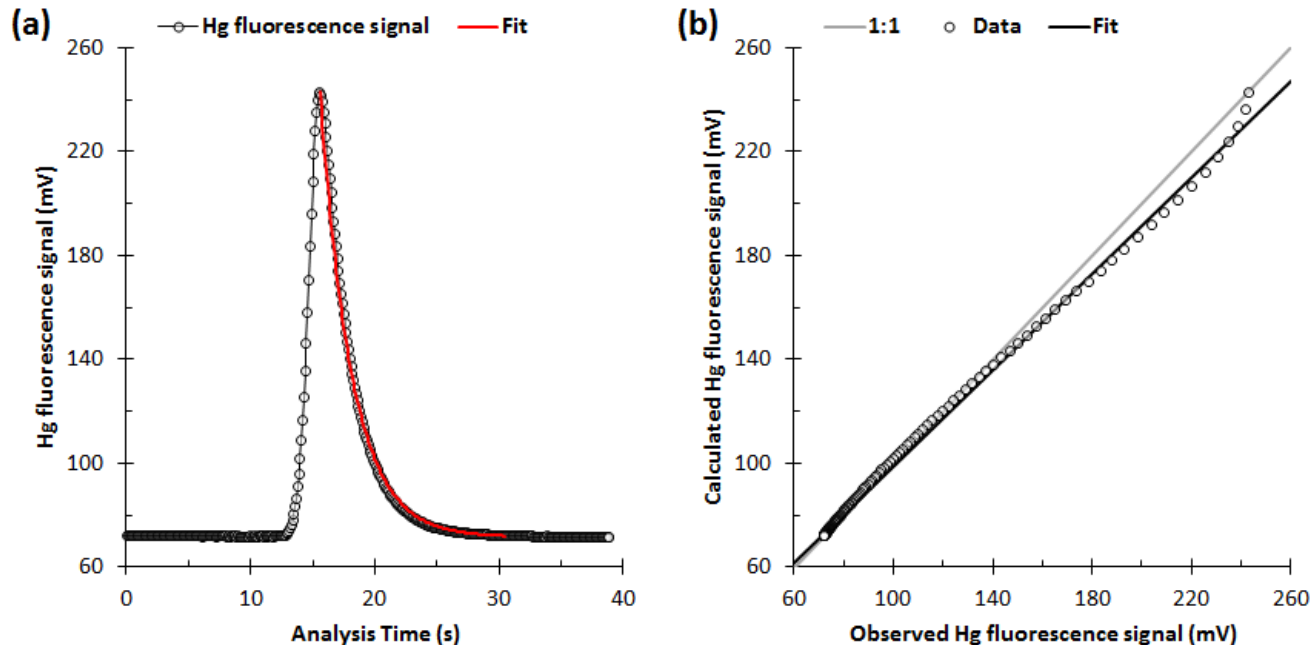 (a)
Hg fluorescence signal Fit
260
220
180
140
100
60
Hg fluorescence signal (mV)
0 10 20 30 40
Analysis Time (s)
(b)
1:1 Data Fit
260
220
180
140
100
60
Calculated Hg fluorescence signal (mV)
60 100 140 180 220 260
Observed Hg fluorescence signal (mV)